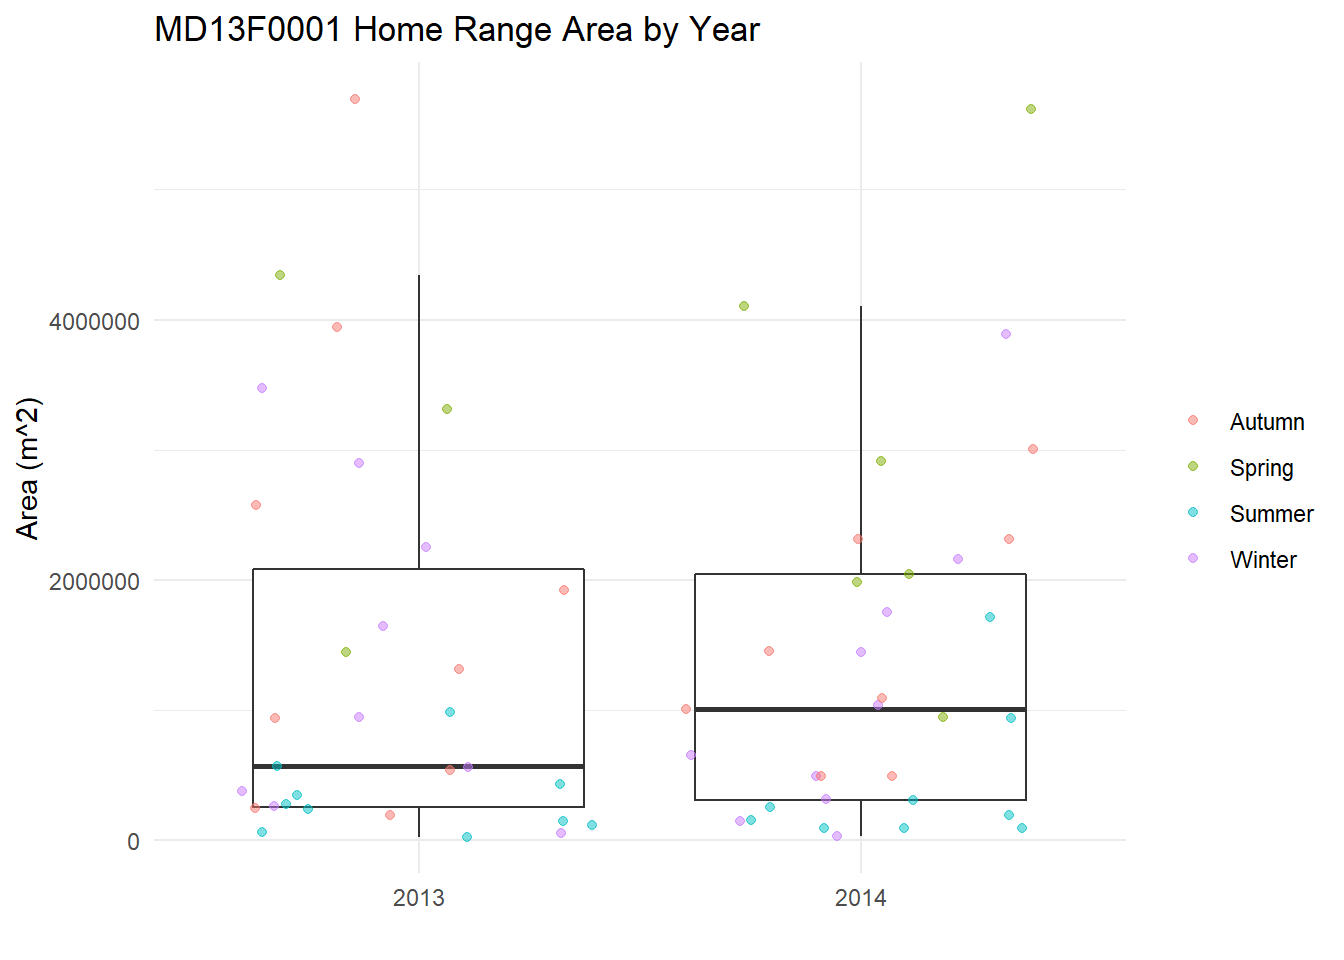 MD13F0001 Home Range Area by Year
Area (m^2)
4000000
2000000
0
2013
2014
Autumn
Spring
Summer
Winter